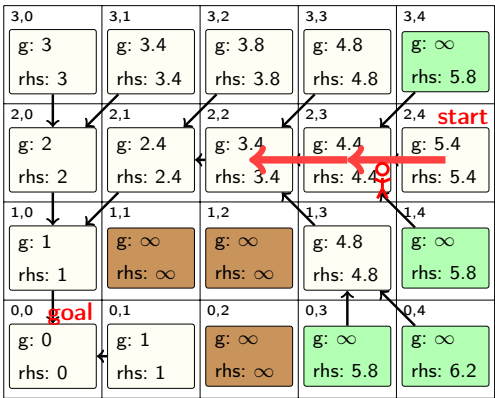 3,0 3,1 3,2 3,3 3,4
g: 3 g: 3.4 g: 3.8 g: 4.8 g: ∞
rhs: 3 rhs: 3.4 rhs: 3.8 rhs: 4.8 rhs: 5.8
2,0 2,1 2,2 2,3 2,4 start
g: 2 g: 2.4 g: 3.4 g: 4.4 g: 5.4
rhs: 2 rhs: 2.4 rhs: 3.4 rhs: 4.4 rhs: 5.4
1,0 1,1 1,2 1,3 1,4
g: 1 g: ∞ g: ∞ g: 4.8 g: ∞
rhs: 1 rhs: ∞ rhs: ∞ rhs: 4.8 rhs: 5.8
0,0 goal 0,1 0,2 0,3 0,4
g: 0 g: 1 g: ∞ g: ∞ g: ∞
rhs: 0 rhs: 1 rhs: ∞ rhs: 5.8 rhs: 6.2